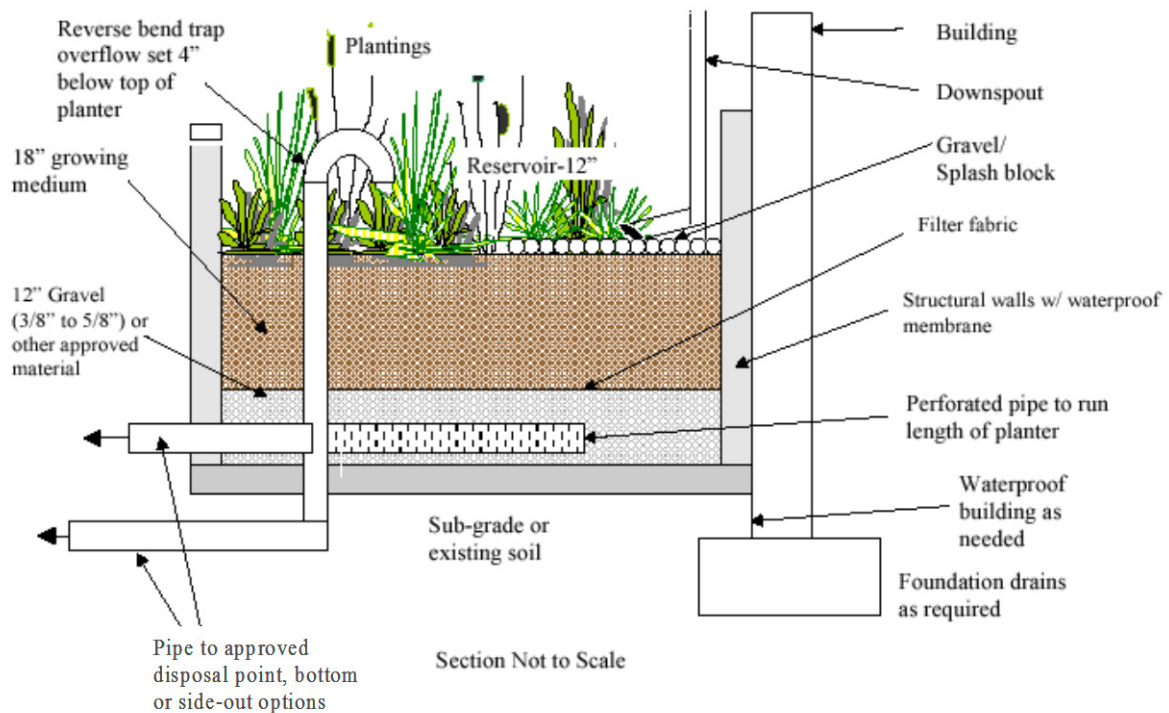 Reverse bend trap
overflow set 4”
below top of
planter
Plantings
18” growing
medium
Reservoir-12”
12” Gravel
(3/8” to 5/8”) or
other approved
material
Building
Downspout
Gravel/
Splash block
Filter fabric
Structural walls w/ waterproof
membrane
Perforated pipe to run
length of planter
Waterproof
building as
needed
Foundation drains
as required
Sub-grade or
existing soil
Pipe to approved
disposal point, bottom
or side-out options
Section Not to Scale